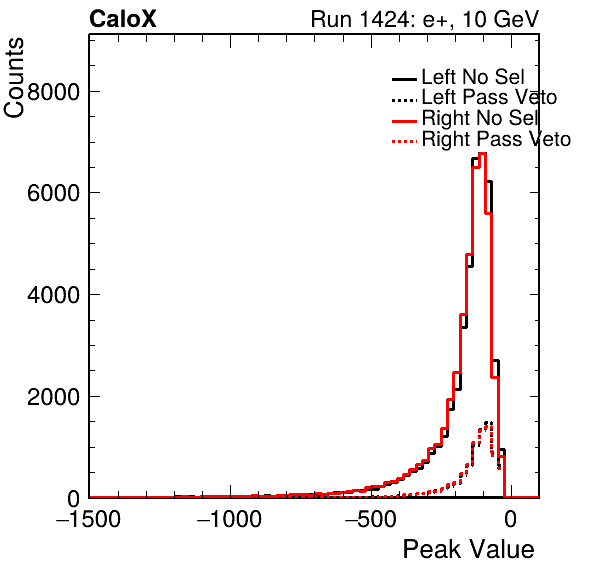 CaloX Run 1424: e+, 10 GeV
Counts
8000
6000
4000
2000
0
Left No Sel
Left Pass Veto
Right No Sel
Right Pass Veto
−1500 −1000 −500 0
Peak Value